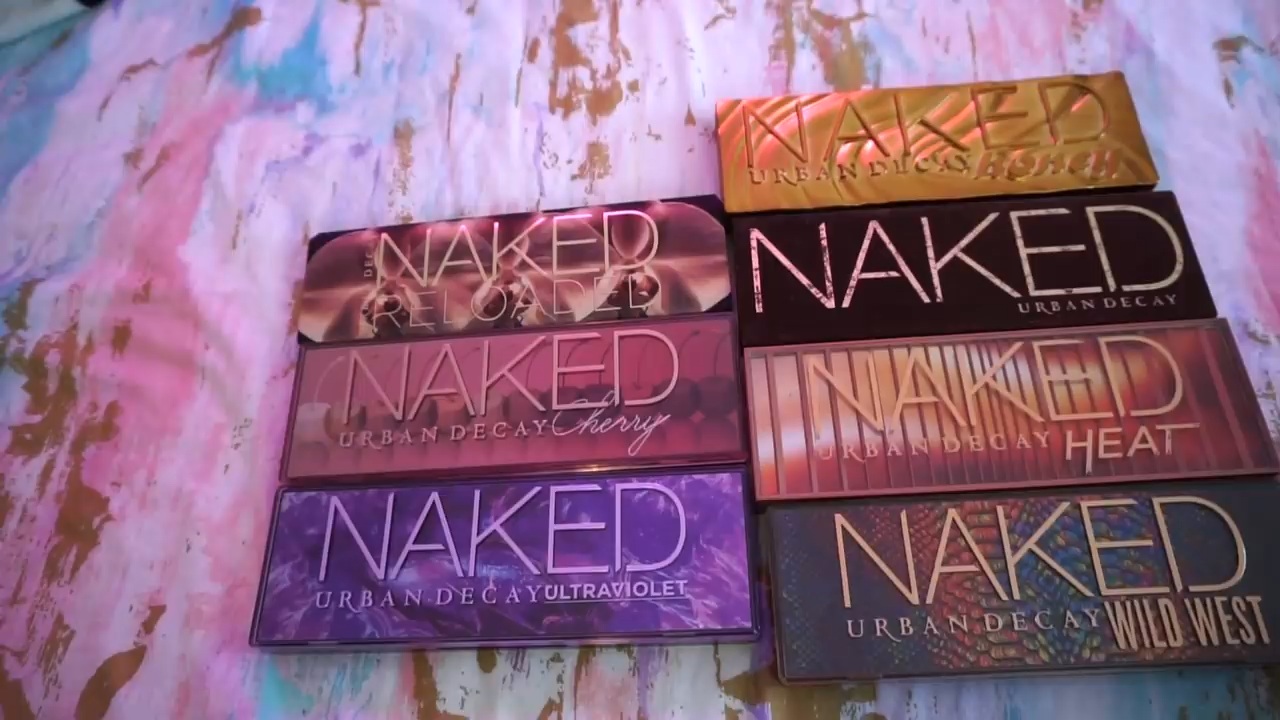 NAKED
RELOADED
NAKED
URBAN DECAY Cherry
NAKED
URBAN DECAY ULTRAVIOLET
NAKED
URBAN DECAY HONEY
NAKED
URBAN DECAY
NAKED
URBAN DECAY HEAT
NAKED
URBAN DECAY WILD WEST